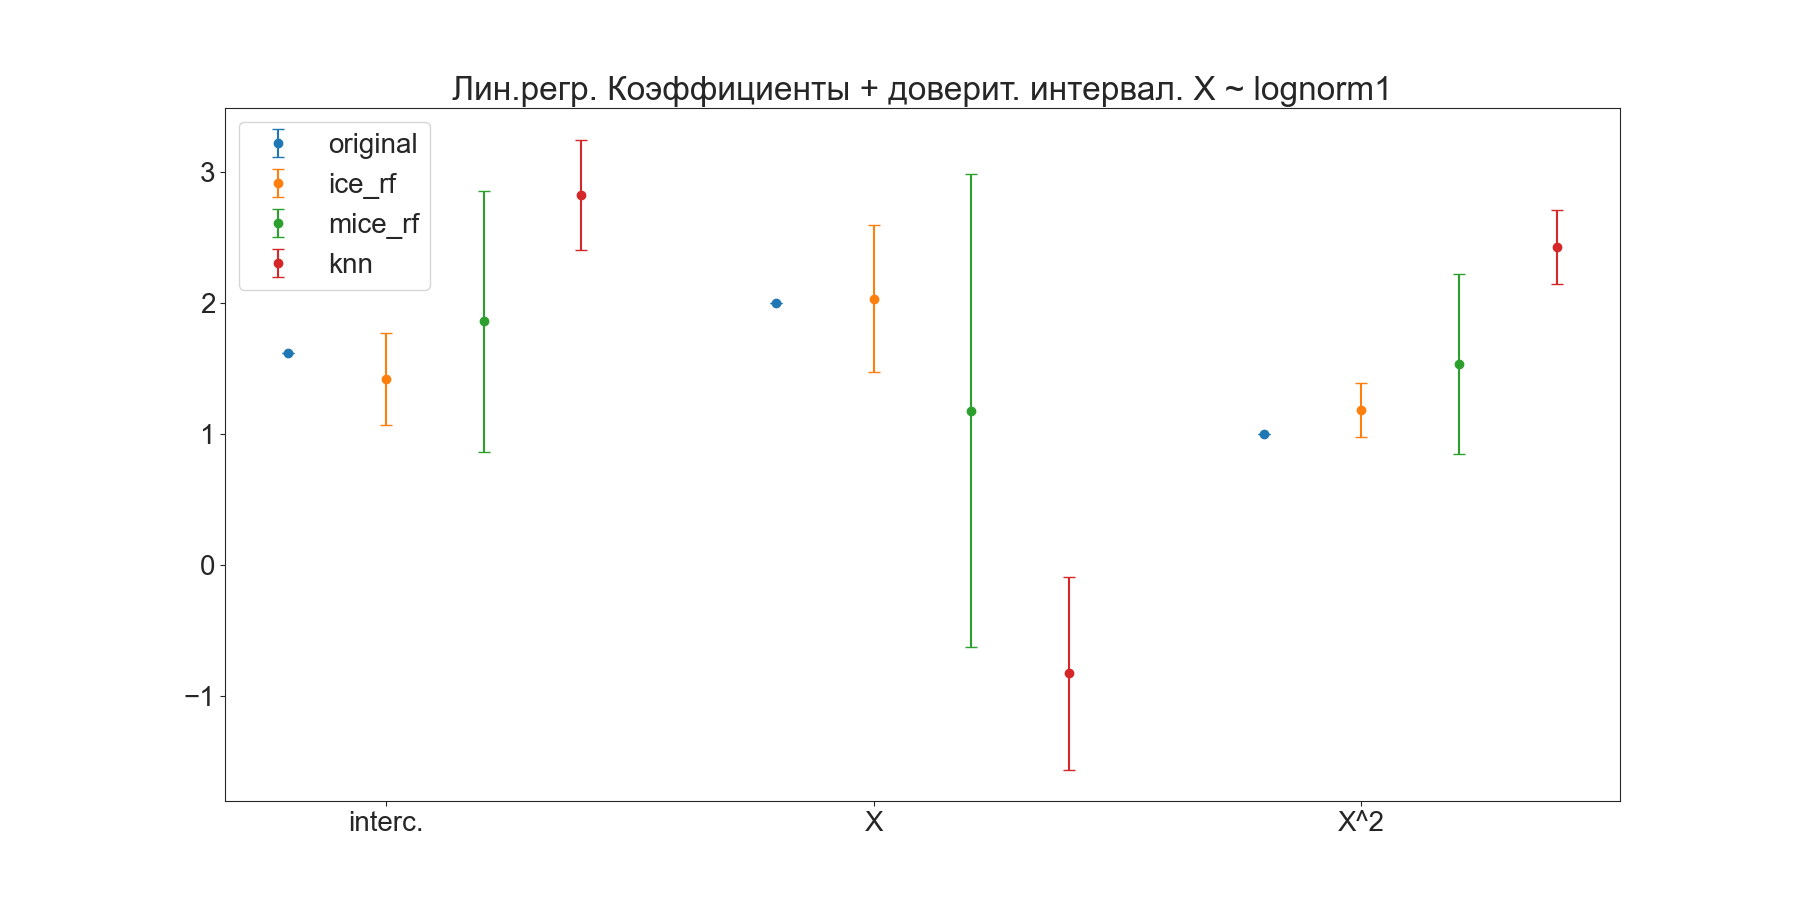 Лин.регр. Коэффициенты + доверит. интервал. X ~ lognorm1
original
ice_rf
mice_rf
knn
3
2
1
0
−1
interc.
X
X^2